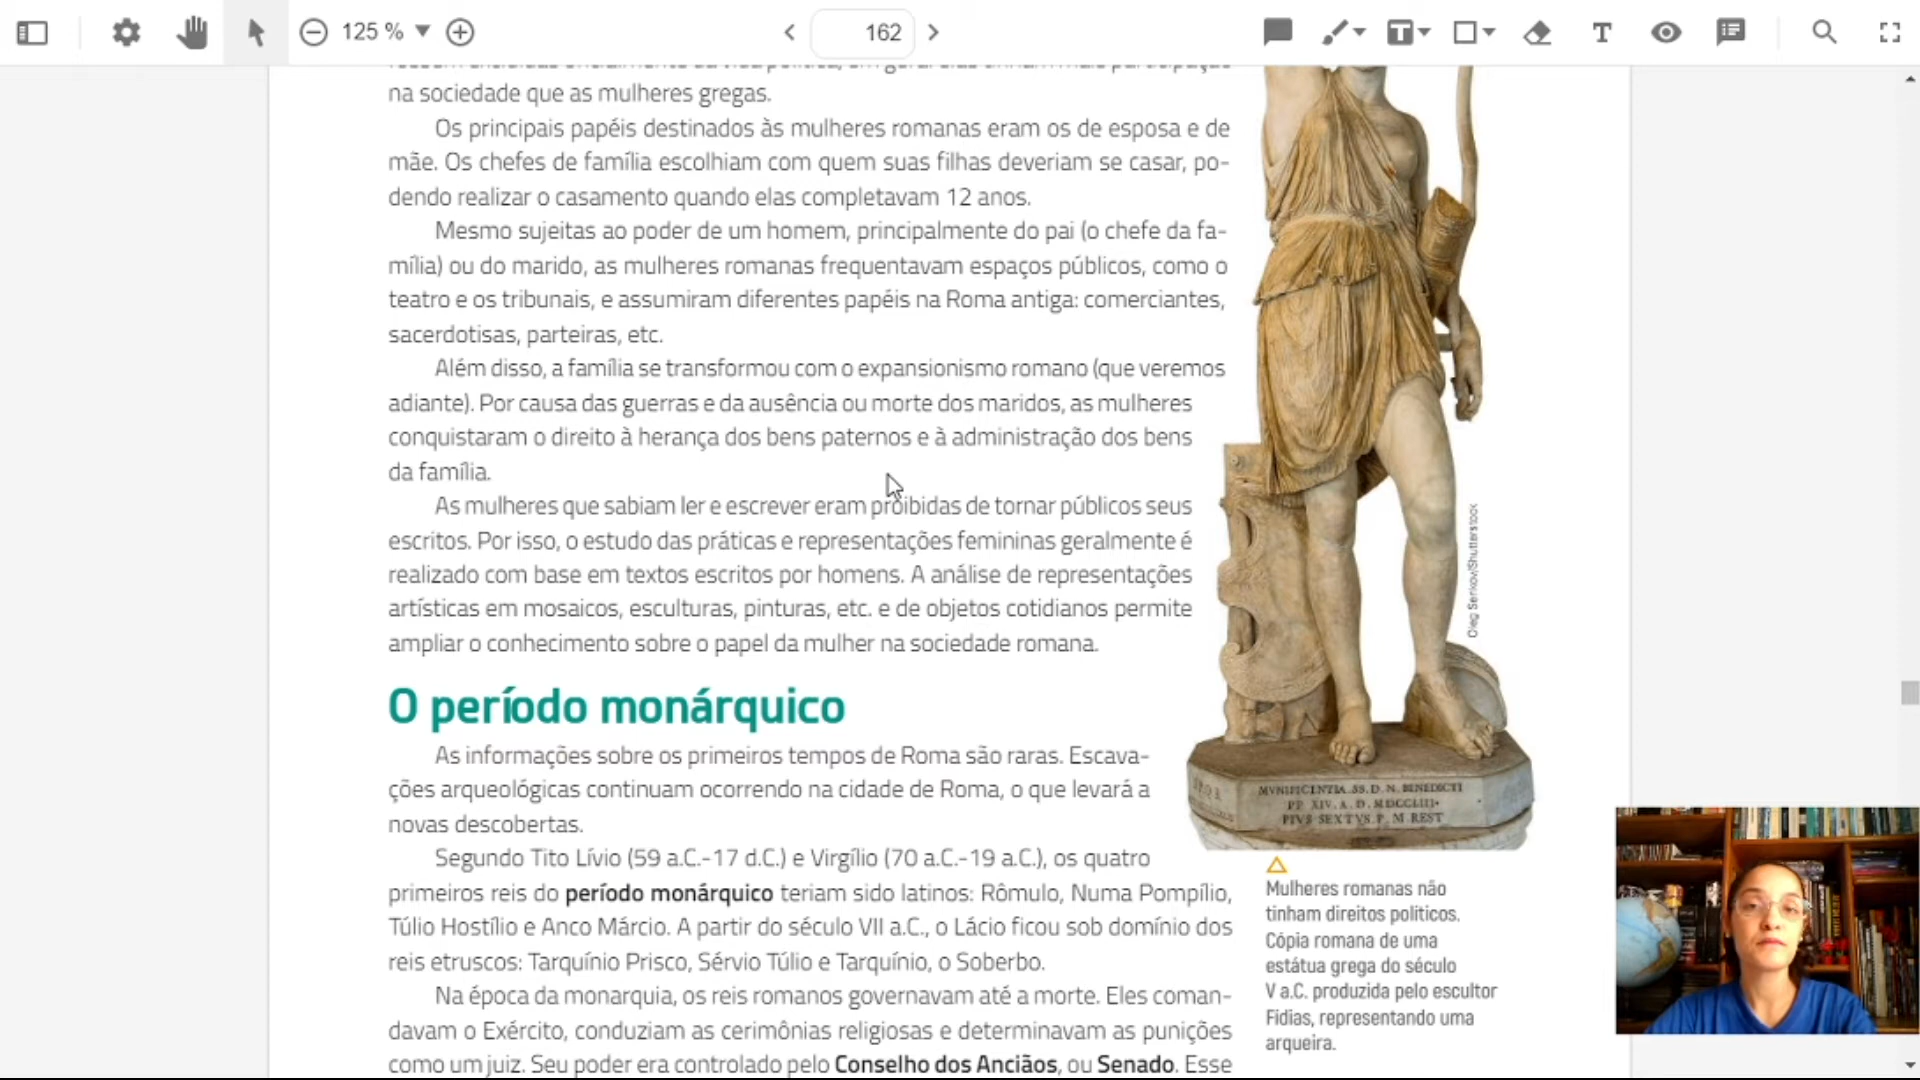 125 %
162
na sociedade que as mulheres gregas.
Os principais papéis destinados às mulheres romanas eram os de esposa e de
mãe. Os chefes de família escolhiam com quem suas filhas deveriam se casar, po-
dendo realizar o casamento quando elas completavam 12 anos.
Mesmo sujeitas ao poder de um homem, principalmente do pai (o chefe da fa-
mília) ou do marido, as mulheres romanas frequentavam espaços públicos, como o
teatro e os tribunais, e assumiram diferentes papéis na Roma antiga: comerciantes,
sacerdotisas, parteiras, etc.
Além disso, a família se transformou com o expansionismo romano (que veremos
adiante). Por causa das guerras e da ausência ou morte dos maridos, as mulheres
conquistaram o direito à herança dos bens paternos e à administração dos bens
da família.
As mulheres que sabiam ler e escrever eram proibidas de tornar públicos seus
escritos. Por isso, o estudo das práticas e representações femininas geralmente é
realizado com base em textos escritos por homens. A análise de representações
artísticas em mosaicos, esculturas, pinturas, etc. e de objetos cotidianos permite
ampliar o conhecimento sobre o papel da mulher na sociedade romana.
O período monárquico
As informações sobre os primeiros tempos de Roma são raras. Escava-
ções arqueológicas continuam ocorrendo na cidade de Roma, o que levará a
novas descobertas.
Segundo Tito Lívio (59 a.C.-17 d.C.) e Virgílio (70 a.C.-19 a.C.), os quatro
primeiros reis do período monárquico teriam sido latinos: Rômulo, Numa Pompílio,
Túlio Hostílio e Anco Márcio. A partir do século VII a.C., o Lácio ficou sob domínio dos
reis etruscos: Tarquínio Prisco, Sérvio Túlio e Tarquínio, o Soberbo.
Na época da monarquia, os reis romanos governavam até a morte. Eles coman-
davam o Exército, conduziam as cerimônias religiosas e determinavam as punições
como um juiz. Seu poder era controlado pelo Conselho dos Anciãos, ou Senado. Esse
Oleg Senkov/Shutterstock
MVNIFICENTIA SS. D. N. BENEDICTI
PP XIV. A. D. MDCCLIII
PIVS SEXTVS. P. M. REST
Mulheres romanas não
tinham direitos políticos.
Cópia romana de uma
estátua grega do século
V a.C. produzida pelo escultor
Fídias, representando uma
arqueira.